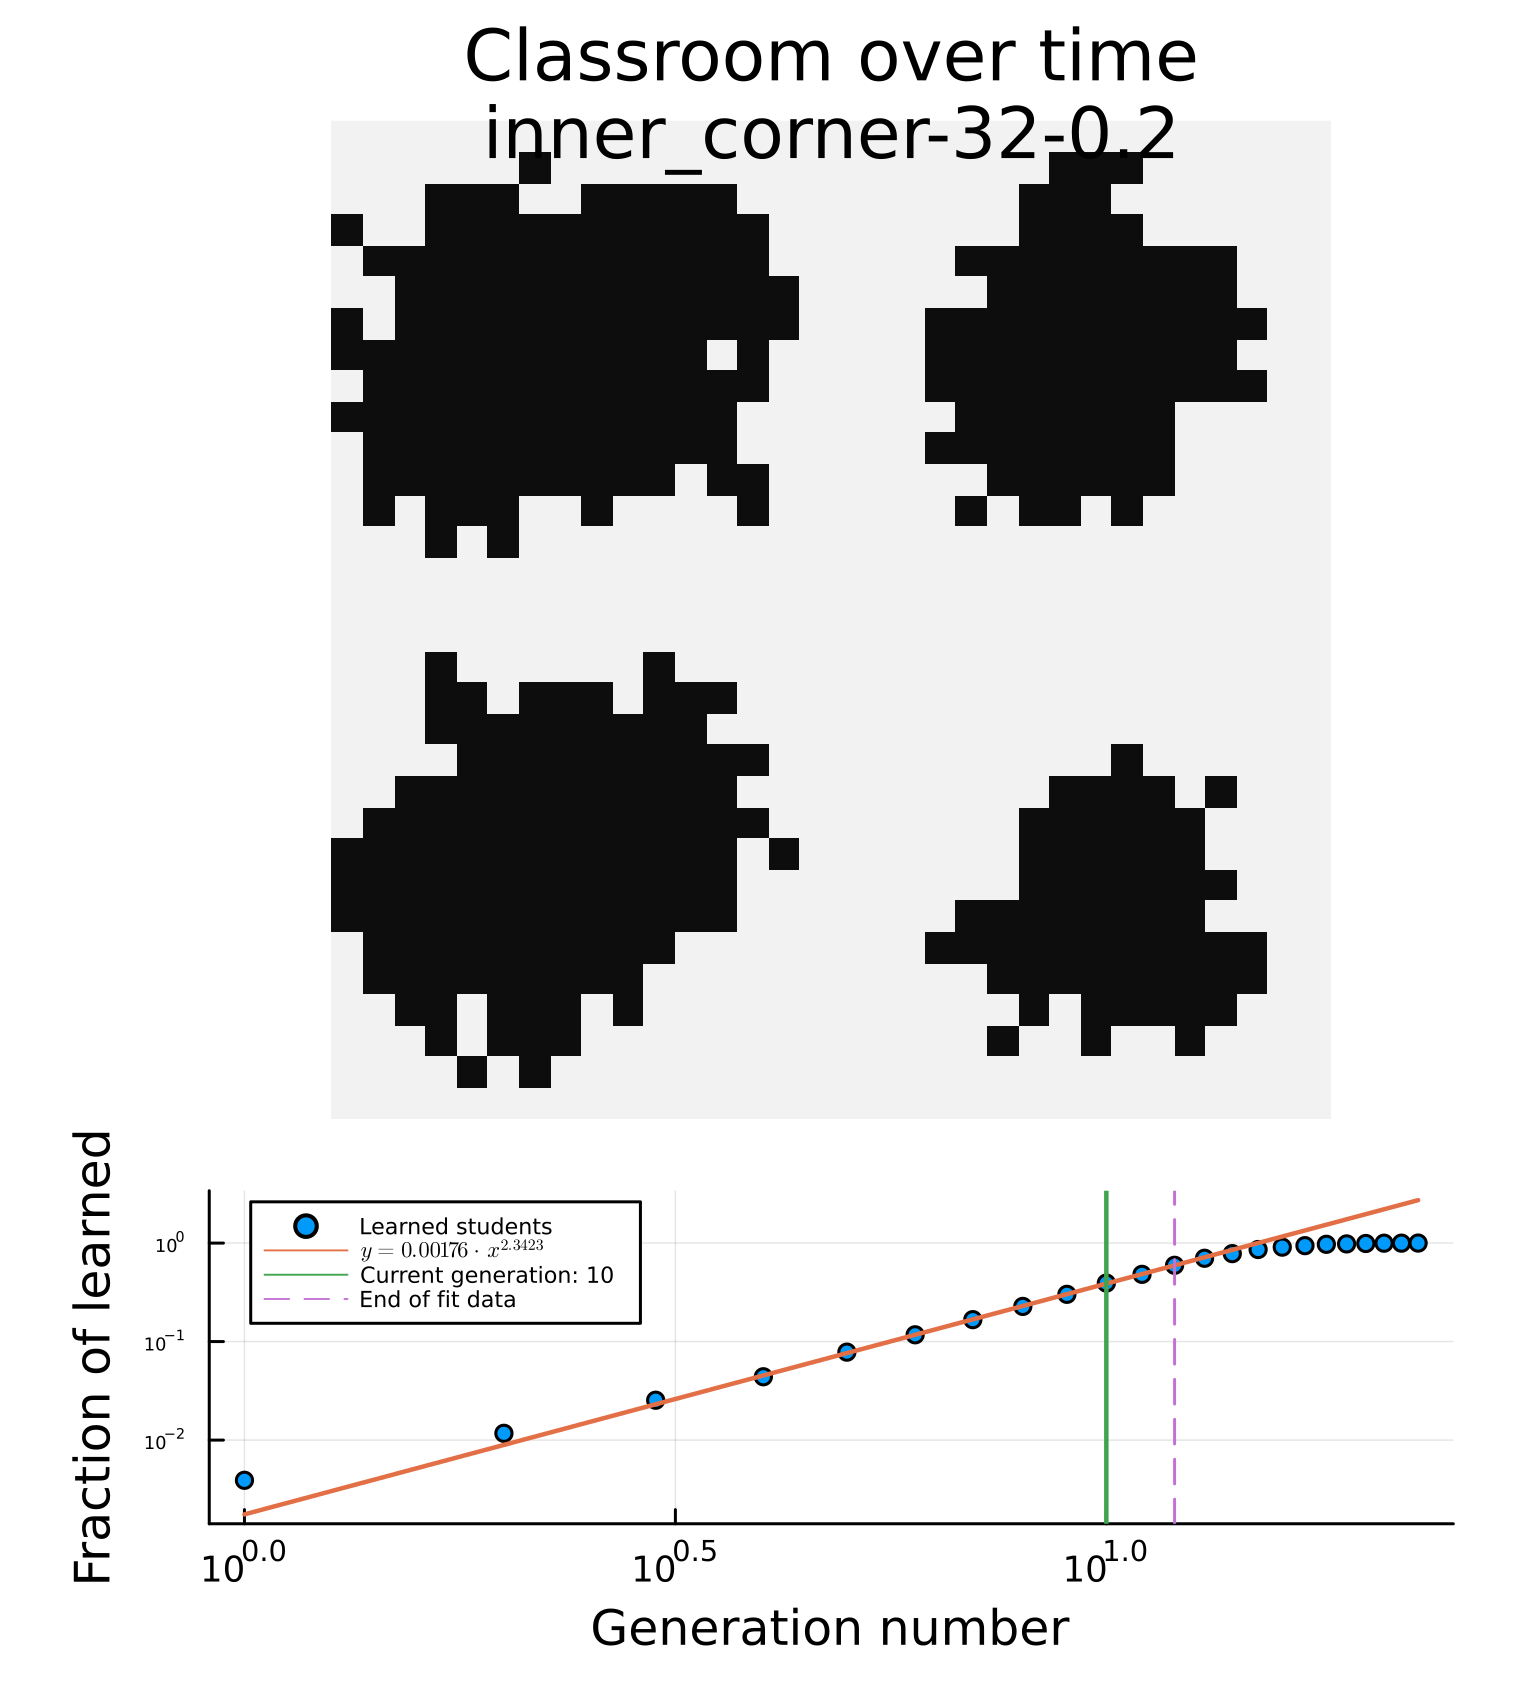 Classroom over time
inner_corner-32-0.2
Fraction of learned
10^0
10^-1
10^-2
Learned students
y = 0.00176 · x^2.3423
Current generation: 10
End of fit data
10^0.0 10^0.5 10^1.0
Generation number